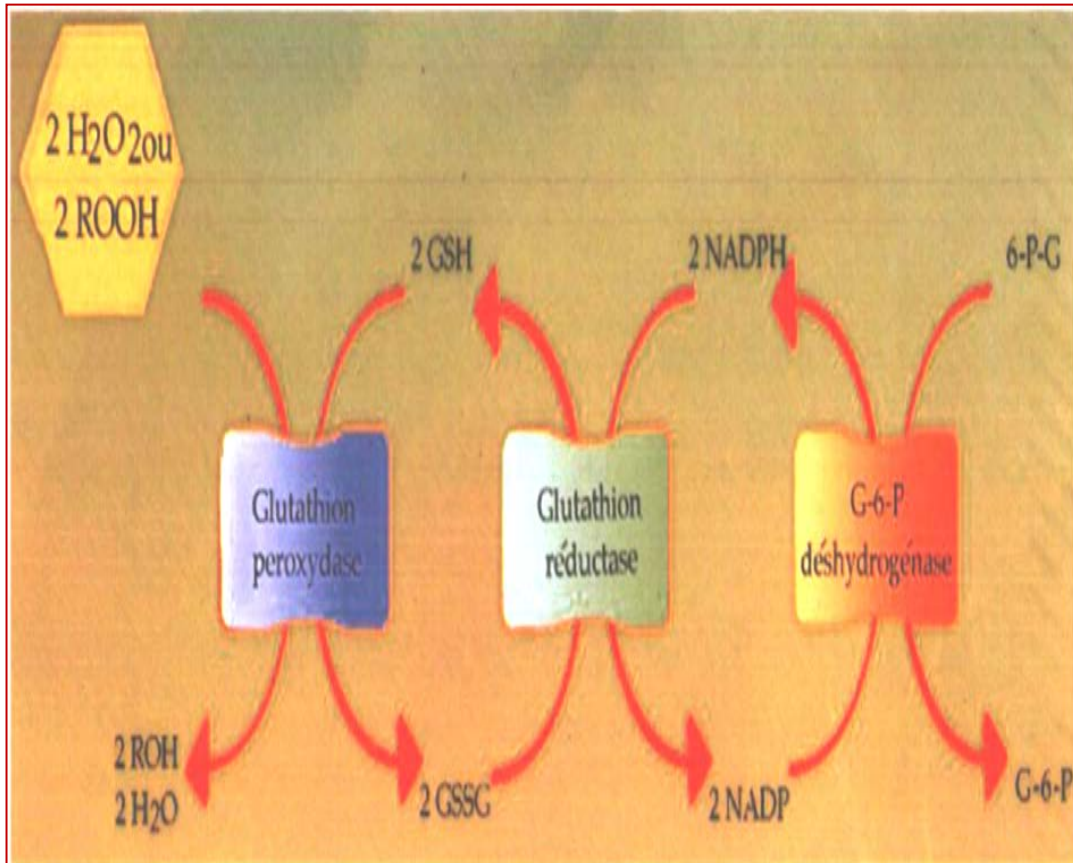 2 H2O2ou
2 ROOH
2 GSH
2 NADPH
6-P-G
Glutathion
peroxydase
Glutathion
réductase
G-6-P
déshydrogénase
2 ROH
2 H2O
2 GSSG
2 NADP
G-6-P